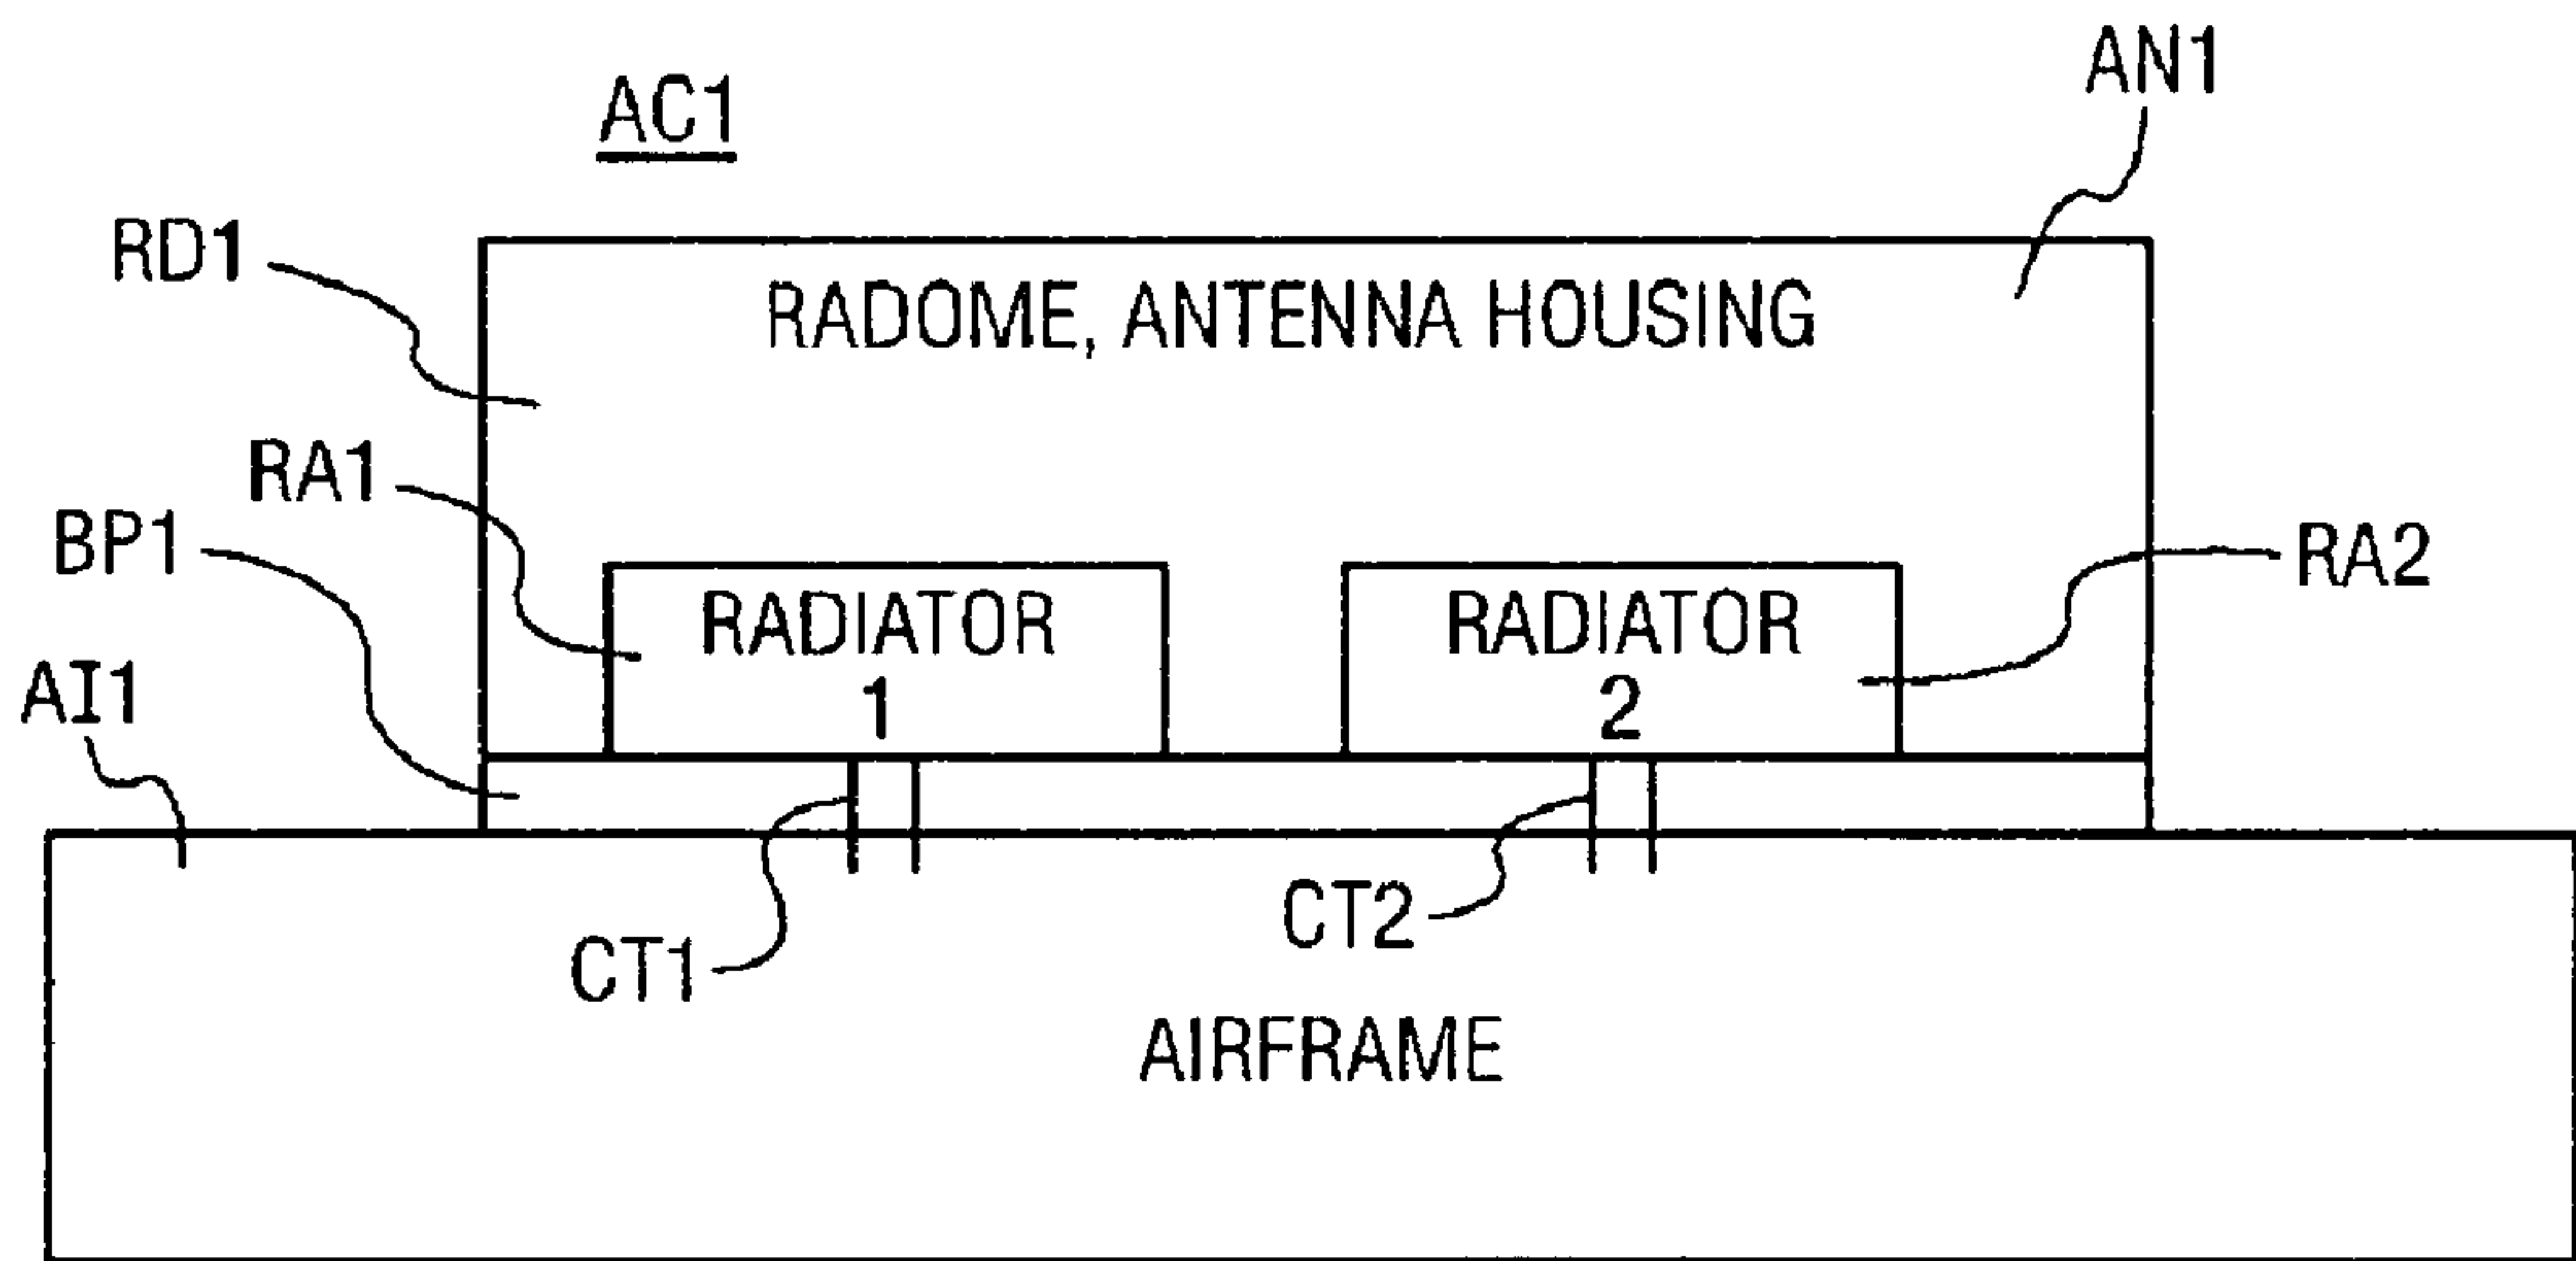 AN1
AC1
RD1
RADOME, ANTENNA HOUSING
RA1
BP1
RA2
RADIATOR
1
RADIATOR
2
AI1
CT2
CT1
AIRFRAME